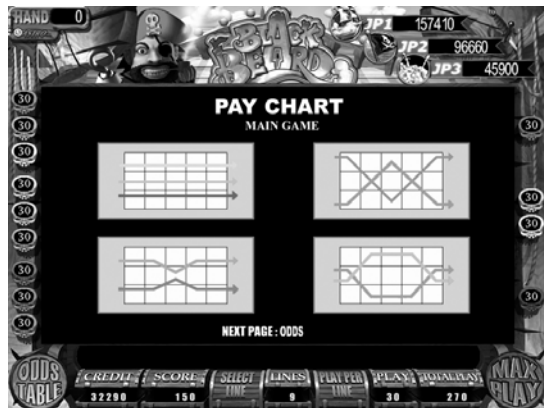 HAND 0
BLACK BEARD
JP1 157410
JP2 96660
JP3 45900
PAY CHART
MAIN GAME
30
30
30
30
30
30
30
30
30
30
30
30
30
NEXT PAGE : ODDS
ODDS TABLE
CREDIT
32290
SCORE
150
SELECT LINE
LINES
9
PLAY PER LINE
PLAY
30
TOTAL PLAY
270
MAX PLAY